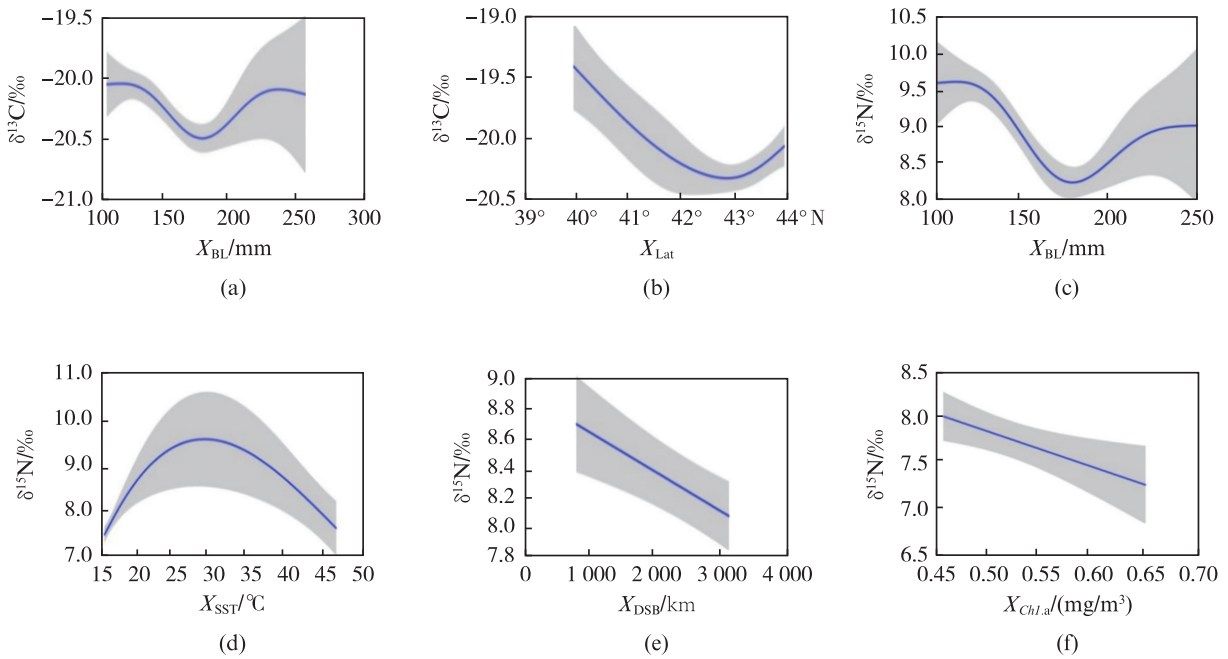 −19.5
−20.0
−20.5
−21.0
δ¹³C/‰
100 150 200 250 300
X_BL/mm
(a)
−19.0
−19.5
−20.0
−20.5
δ¹³C/‰
39° 40° 41° 42° 43° 44° N
X_Lat
(b)
10.5
10.0
9.5
9.0
8.5
8.0
δ¹⁵N/‰
100 150 200 250
X_BL/mm
(c)
11.0
10.0
9.0
8.0
7.0
δ¹⁵N/‰
15 20 25 30 35 40 45 50
X_SST/℃
(d)
9.0
8.8
8.6
8.4
8.2
8.0
7.8
δ¹⁵N/‰
0 1 000 2 000 3 000 4 000
X_DSB/km
(e)
8.5
8.0
7.5
7.0
6.5
δ¹⁵N/‰
0.45 0.50 0.55 0.60 0.65 0.70
X_Chl.a/(mg/m³)
(f)